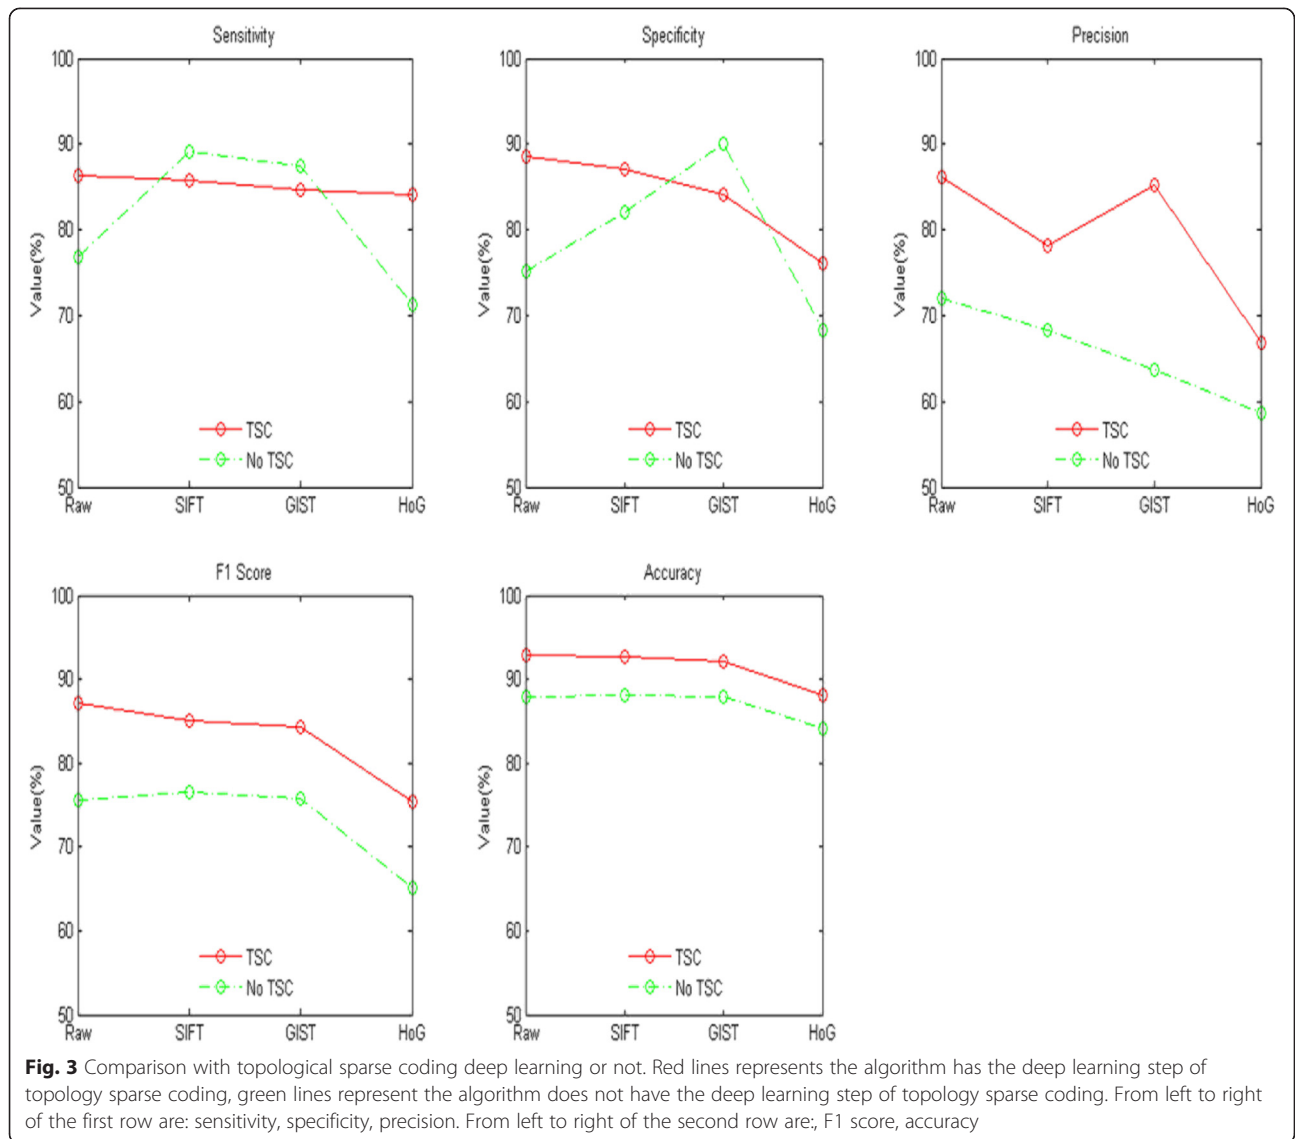 Sensitivity
100
90
80
70
60
50
Value(%)
TSC
No TSC
Raw SIFT GIST HoG
Specificity
100
90
80
70
60
50
Value(%)
TSC
No TSC
Raw SIFT GIST HoG
Precision
100
90
80
70
60
50
Value(%)
TSC
No TSC
Raw SIFT GIST HoG
F1 Score
100
90
80
70
60
50
Value(%)
TSC
No TSC
Raw SIFT GIST HoG
Accuracy
100
90
80
70
60
50
Value(%)
TSC
No TSC
Raw SIFT GIST HoG
Fig. 3 Comparison with topological sparse coding deep learning or not. Red lines represents the algorithm has the deep learning step of
topology sparse coding, green lines represent the algorithm does not have the deep learning step of topology sparse coding. From left to right
of the first row are: sensitivity, specificity, precision. From left to right of the second row are:, F1 score, accuracy